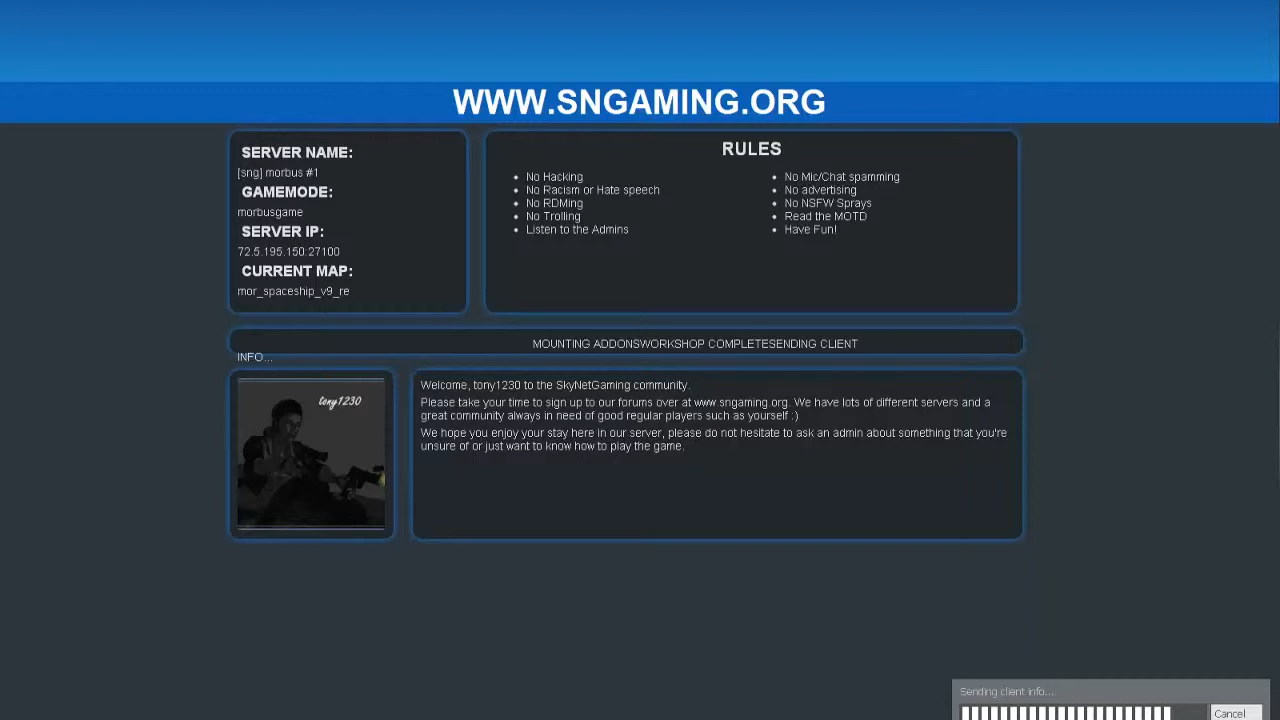 WWW.SNGAMING.ORG
SERVER NAME:
[sng] morbus #1
GAMEMODE:
morbusgame
SERVER IP:
72.5.195.150:27100
CURRENT MAP:
mor_spaceship_v9_re
RULES
No Hacking
No Racism or Hate speech
No RDMing
No Trolling
Listen to the Admins
No Mic/Chat spamming
No advertising
No NSFW Sprays
Read the MOTD
Have Fun!
MOUNTING ADDONSWORKSHOP COMPLETESENDING CLIENT
INFO...
tony1230
Welcome, tony1230 to the SkyNetGaming community.
Please take your time to sign up to our forums over at www.sngaming.org. We have lots of different servers and a
great community always in need of good regular players such as yourself :)
We hope you enjoy your stay here in our server, please do not hesitate to ask an admin about something that you're
unsure of or just want to know how to play the game.
Sending client info...
Cancel